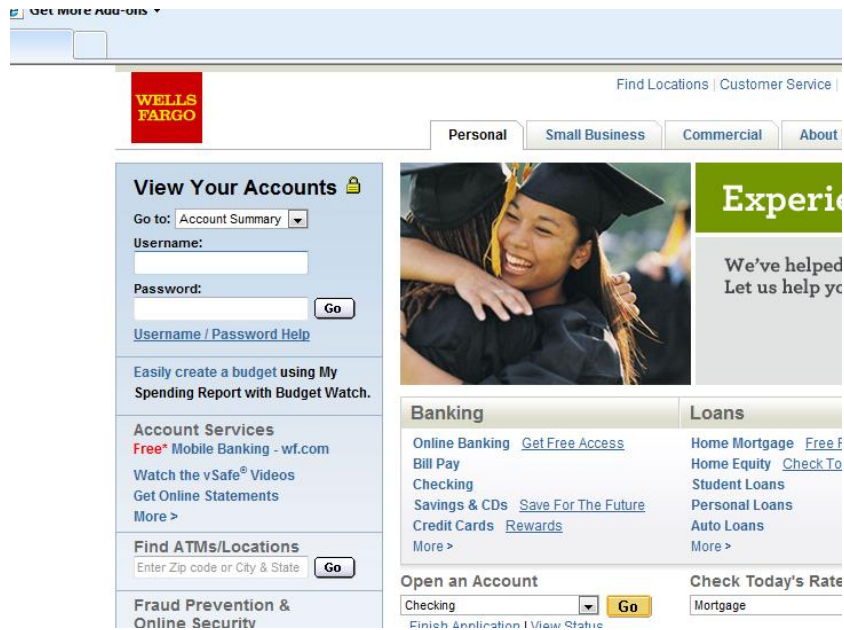 Get More Add-ons
WELLS
FARGO
Find Locations | Customer Service |
Personal
Small Business
Commercial
About
View Your Accounts
Go to: Account Summary
Username:
Password:
Go
Username / Password Help
Easily create a budget using My
Spending Report with Budget Watch.
Account Services
Free* Mobile Banking - wf.com
Watch the vSafe® Videos
Get Online Statements
More >
Find ATMs/Locations
Enter Zip code or City & State Go
Fraud Prevention &
Online Security
We've helped
Let us help
Banking
Online Banking Get Free Access
Bill Pay
Checking
Savings & CDs Save For The Future
Credit Cards Rewards
More >
Loans
Home Mortgage Free
Home Equity Check To
Student Loans
Personal Loans
Auto Loans
More >
Open an Account
Checking Go
Finish Application | View Status
Check Today's Rate
Mortgage